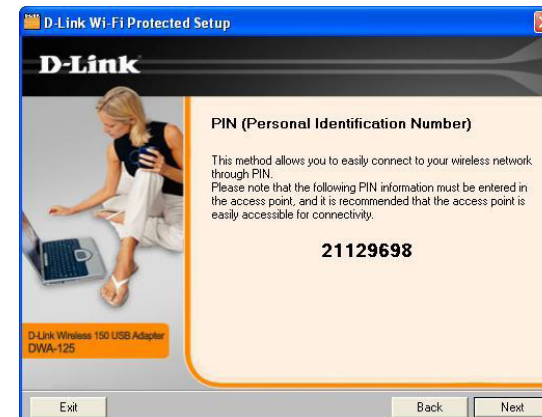 D-Link Wi-Fi Protected Setup
D-Link
PIN (Personal Identification Number)
This method allows you to easily connect to your wireless network
through PIN.
Please note that the following PIN information must be entered in
the access point, and it is recommended that the access point is
easily accessible for connectivity.
21129698
D-Link Wireless 150 USB Adapter
DWA-125
Exit
Back
Next